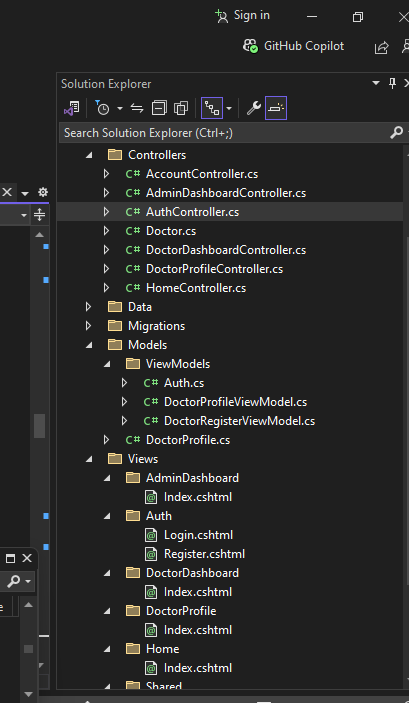 Sign in
GitHub Copilot
Solution Explorer
Search Solution Explorer (Ctrl+;)
Controllers
C# AccountController.cs
C# AdminDashboardController.cs
C# AuthController.cs
C# Doctor.cs
C# DoctorDashboardController.cs
C# DoctorProfileController.cs
C# HomeController.cs
Data
Migrations
Models
ViewModels
C# Auth.cs
C# DoctorProfileViewModel.cs
C# DoctorRegisterViewModel.cs
C# DoctorProfile.cs
Views
AdminDashboard
Index.cshtml
Auth
Login.cshtml
Register.cshtml
DoctorDashboard
Index.cshtml
DoctorProfile
Index.cshtml
Home
Index.cshtml
Shared